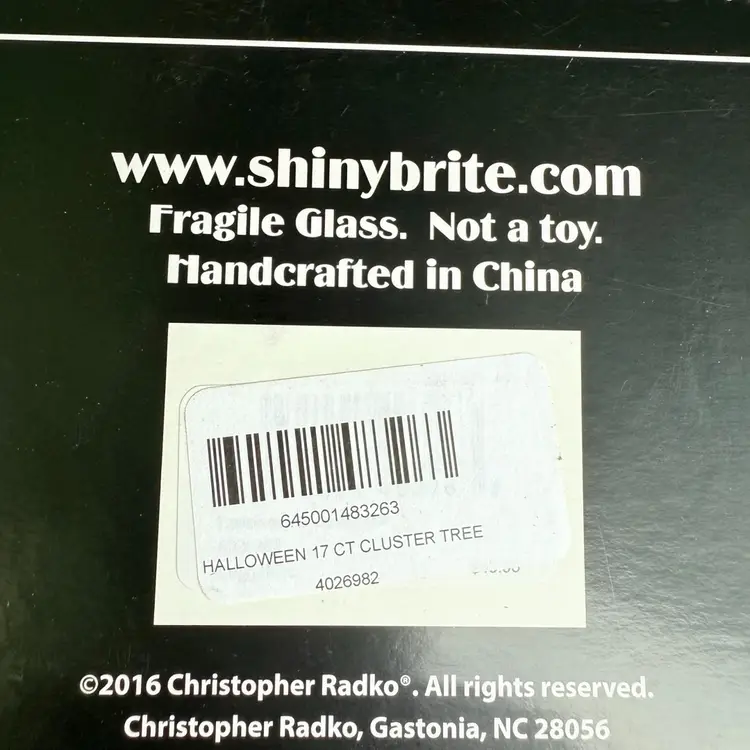 www.shinybrite.com
Fragile Glass. Not a toy.
Handcrafted in China
645001483263
HALLOWEEN 17 CT CLUSTER TREE
4026982
©2016 Christopher Radko®. All rights reserved.
Christopher Radko, Gastonia, NC 28056